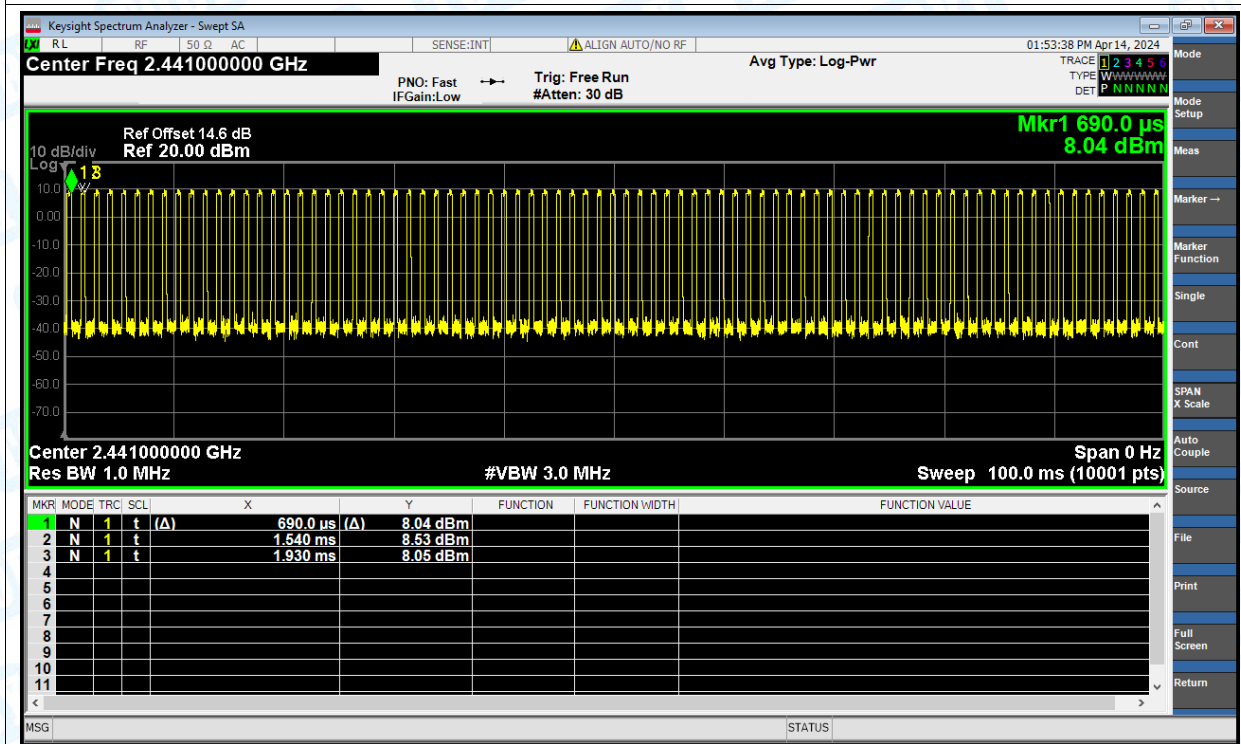 Keysight Spectrum Analyzer - Swept SA
LXI RL RF 50 Ω AC SENSE:INT ALIGN AUTO/NO RF 01:53:38 PM Apr 14, 2024
Center Freq 2.441000000 GHz Avg Type: Log-Pwr TRACE 1 2 3 4 5 6
PNO: Fast Trig: Free Run TYPE WWWWWW
IFGain:Low #Atten: 30 dB DET P N N N N N
Mkr1 690.0 µs
8.04 dBm
Ref Offset 14.6 dB
10 dB/div Ref 20.00 dBm
Log
1 3
10.0
0.00
-10.0
-20.0
-30.0
-40.0
-50.0
-60.0
-70.0
Center 2.441000000 GHz Span 0 Hz
Res BW 1.0 MHz #VBW 3.0 MHz Sweep 100.0 ms (10001 pts)
MKR MODE TRC SCL X Y FUNCTION FUNCTION WIDTH FUNCTION VALUE
1 N 1 t (Δ) 690.0 µs (Δ) 8.04 dBm
2 N 1 t 1.540 ms 8.53 dBm
3 N 1 t 1.930 ms 8.05 dBm
4
5
6
7
8
9
10
11
MSG STATUS
Mode
Mode
Setup
Meas
Marker →
Marker
Function
Single
Cont
SPAN
X Scale
Auto
Couple
Source
File
Print
Full
Screen
Return